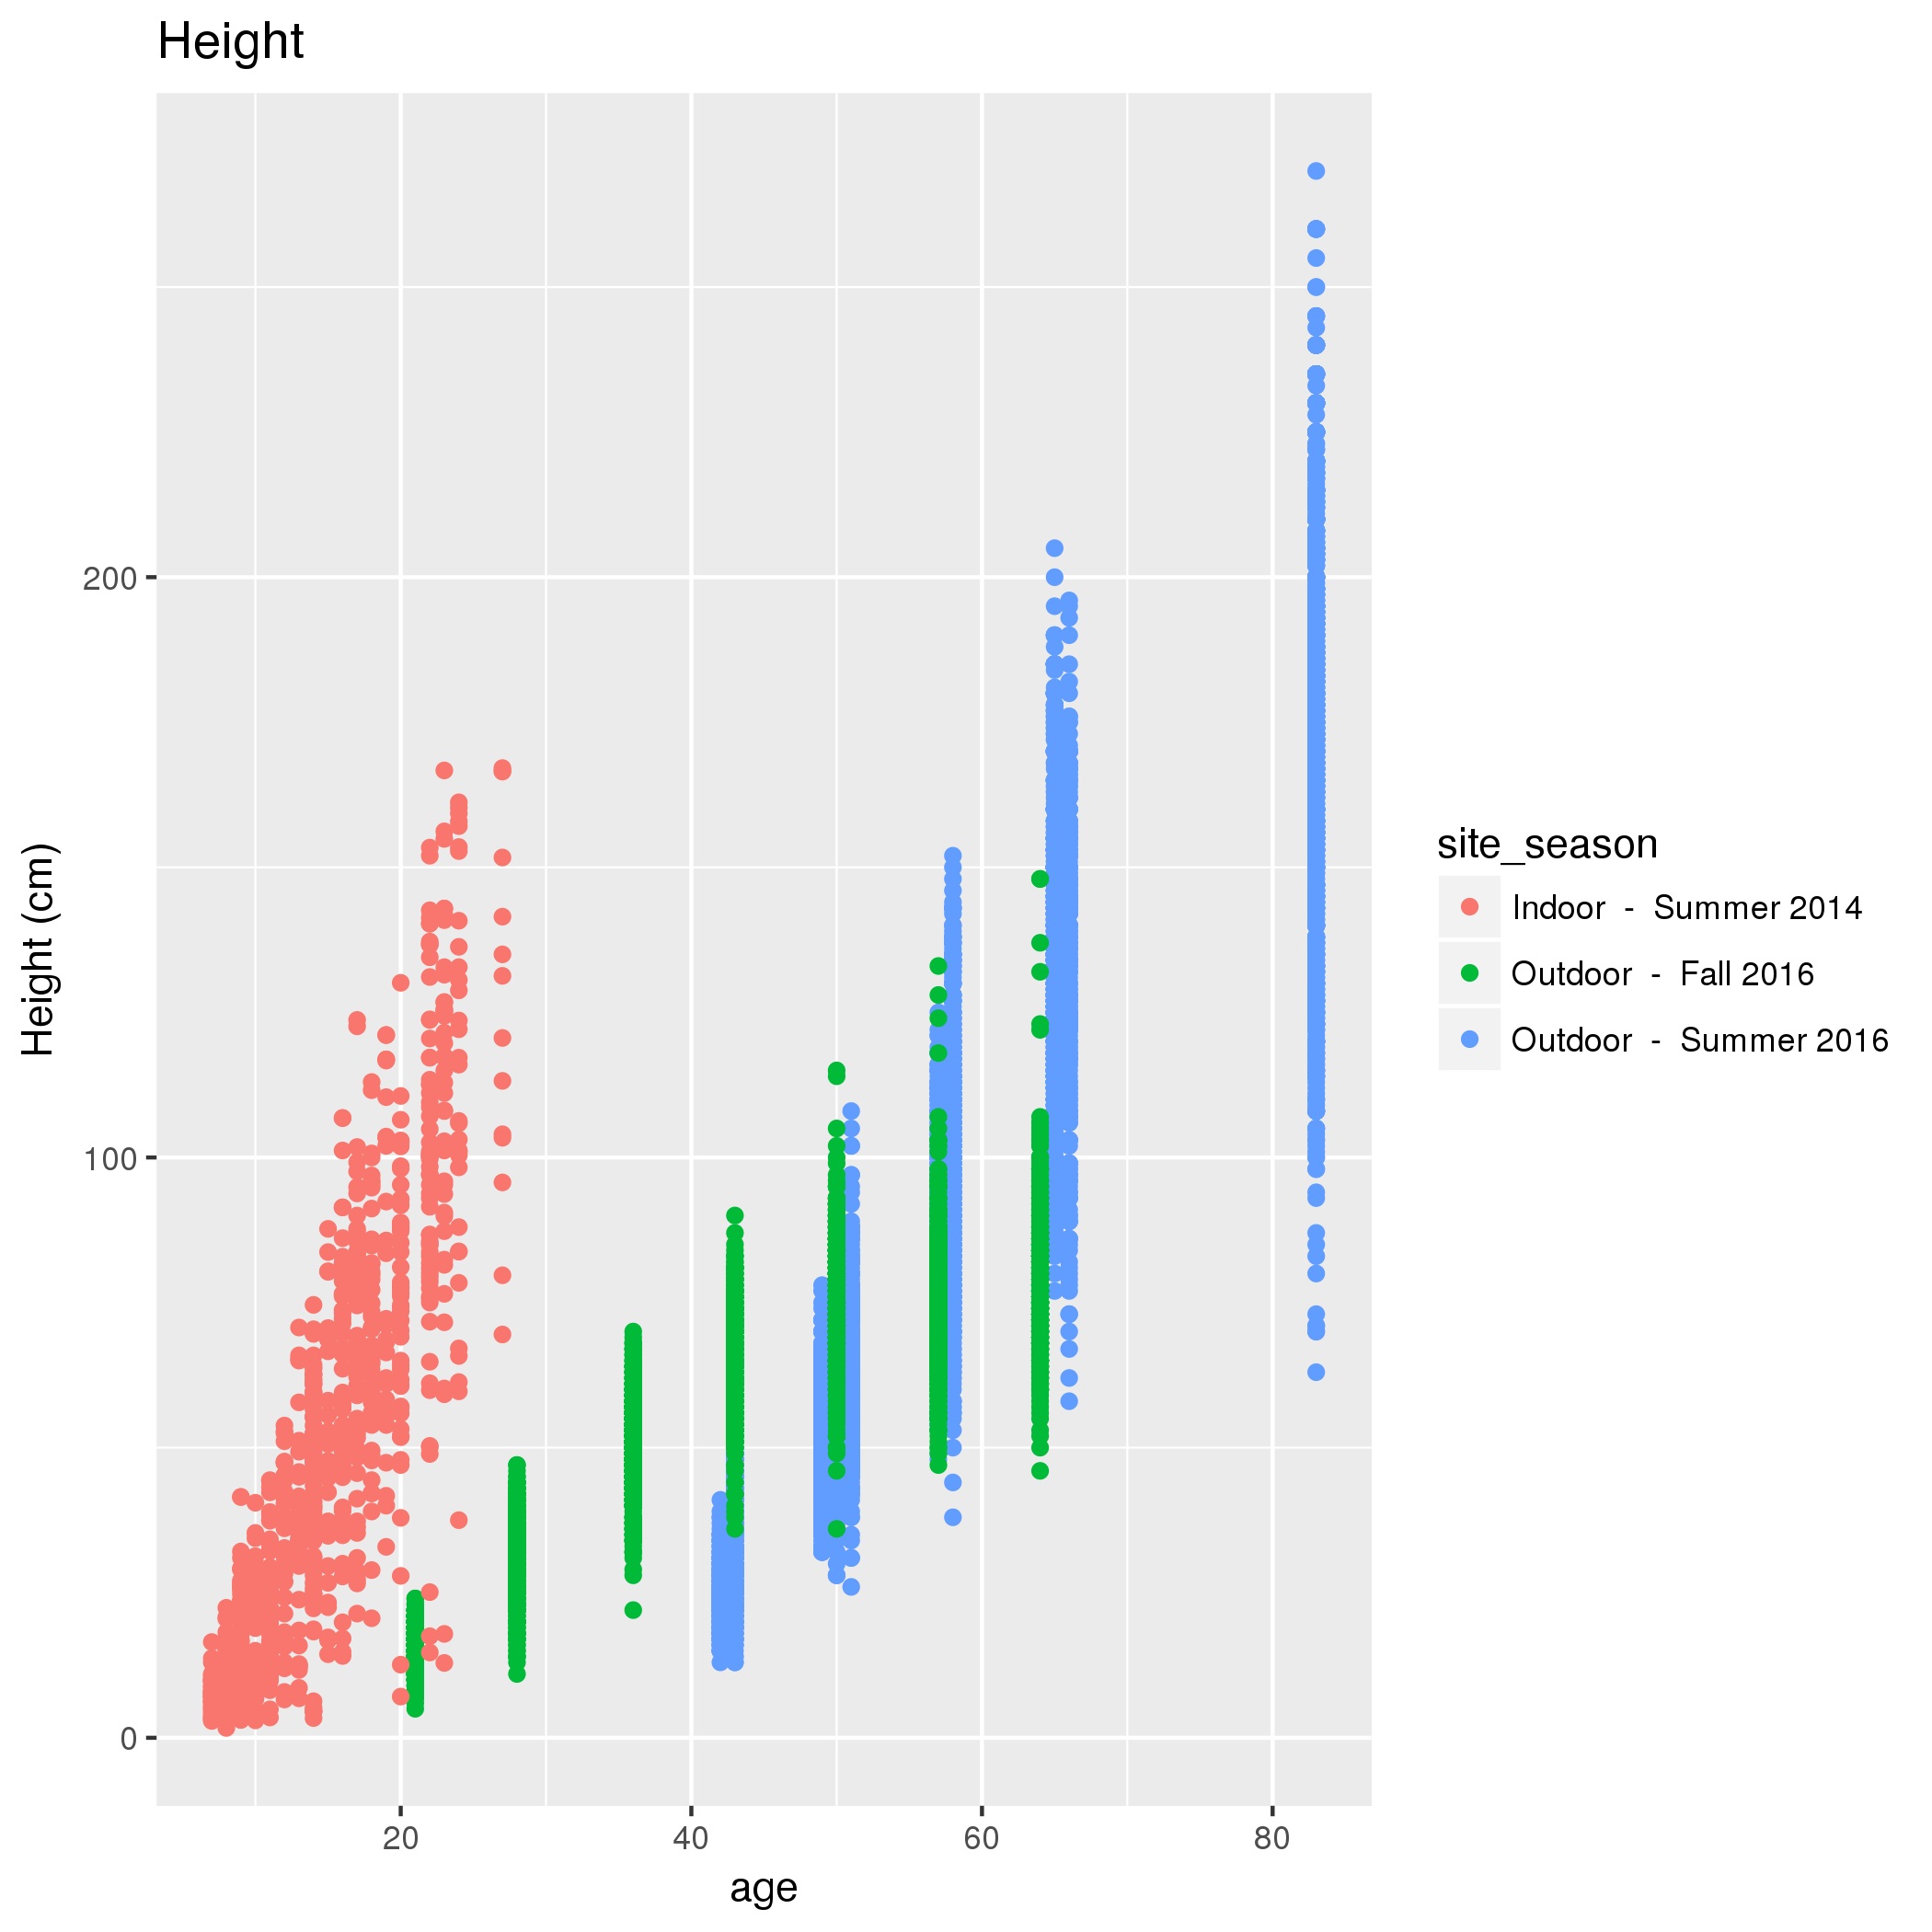 Height
Height (cm)
200
100
0
20 40 60 80
age
site_season
Indoor - Summer 2014
Outdoor - Fall 2016
Outdoor - Summer 2016